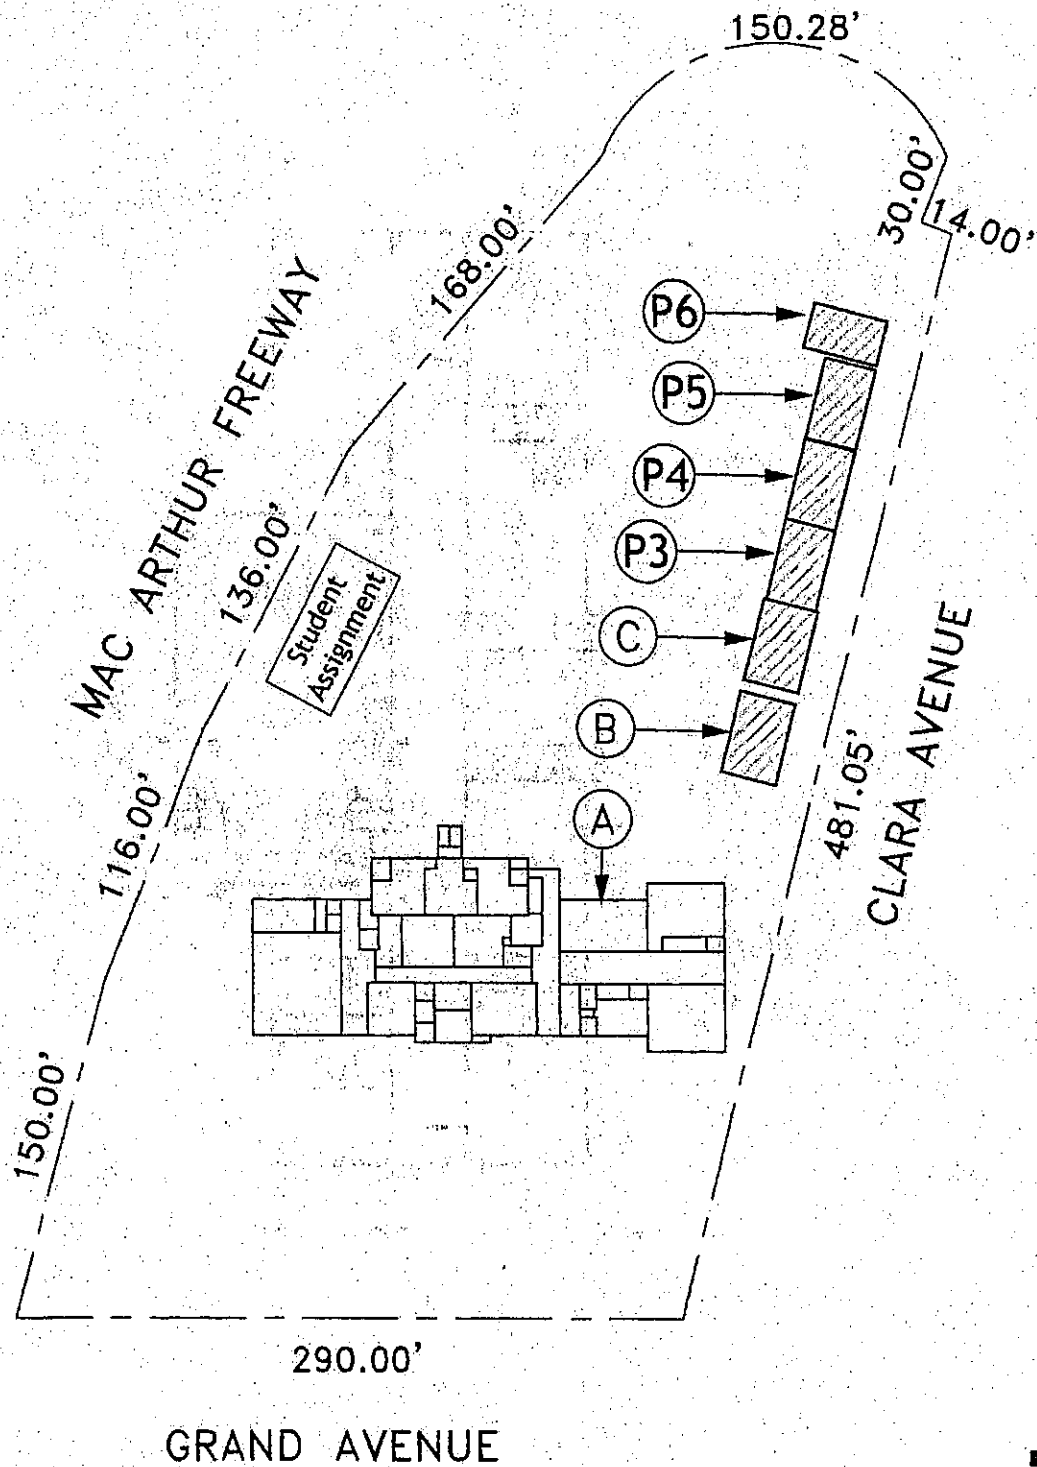 150.28'
30.00'
14.00'
168.00'
MAC ARTHUR FREEWAY
P6
P5
P4
136.00'
P3
Student
Assignment
C
CLARA AVENUE
B
481.05'
116.00'
A
150.00'
290.00'
GRAND AVENUE